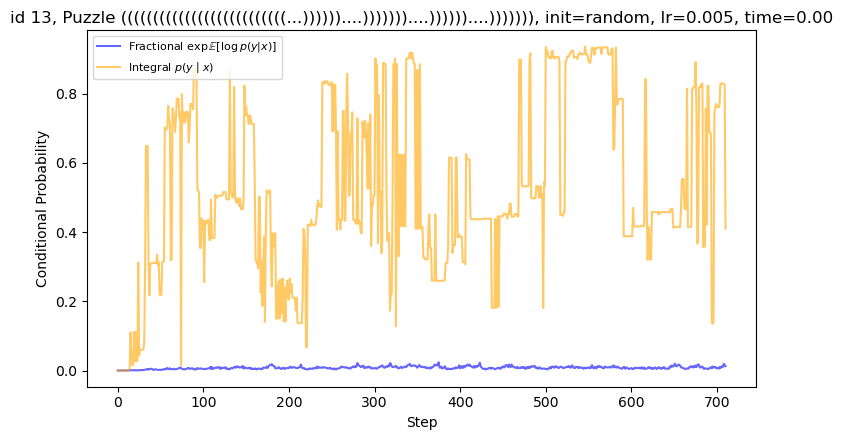 id 13, Puzzle ((((((((((((((((((((((((((...))))))....)))))))....))))))....))))))), init=random, lr=0.005, time=0.00
Fractional exp𝔼[log p(y|x)]
Integral p(y | x)
Conditional Probability
0.8
0.6
0.4
0.2
0.0
0 100 200 300 400 500 600 700
Step